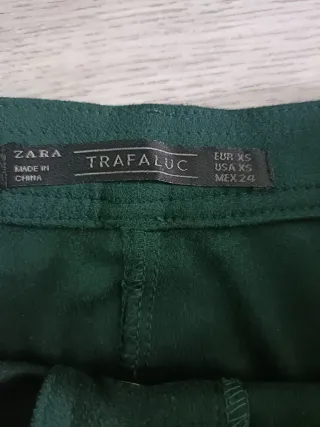 ZARA
MADE IN
CHINA
TRAFALUC
EUR XS
USA XS
MEX 24